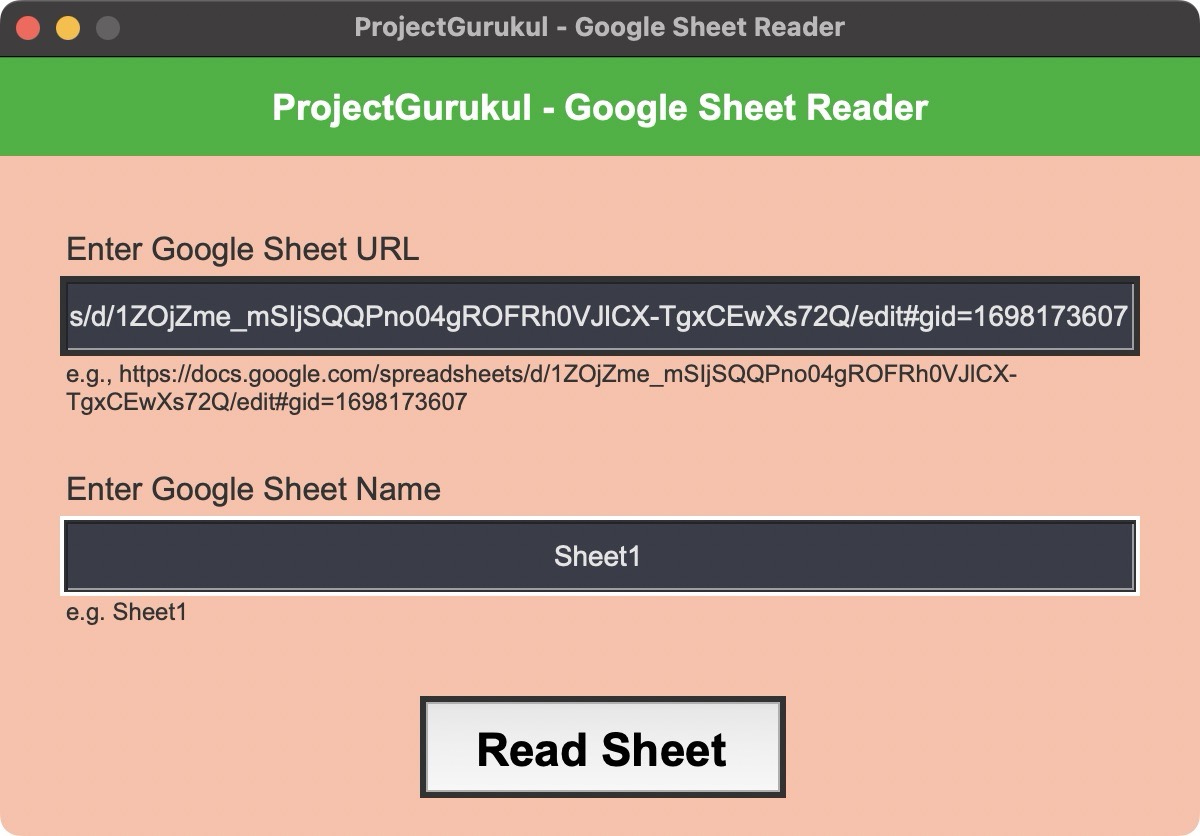 ProjectGurukul - Google Sheet Reader
ProjectGurukul - Google Sheet Reader
Enter Google Sheet URL
s/d/1ZOjZme_mSIjSQQPno04gROFRh0VJlCX-TgxCEwXs72Q/edit#gid=1698173607
e.g., https://docs.google.com/spreadsheets/d/1ZOjZme_mSIjSQQPno04gROFRh0VJlCX-
TgxCEwXs72Q/edit#gid=1698173607
Enter Google Sheet Name
Sheet1
e.g. Sheet1
Read Sheet